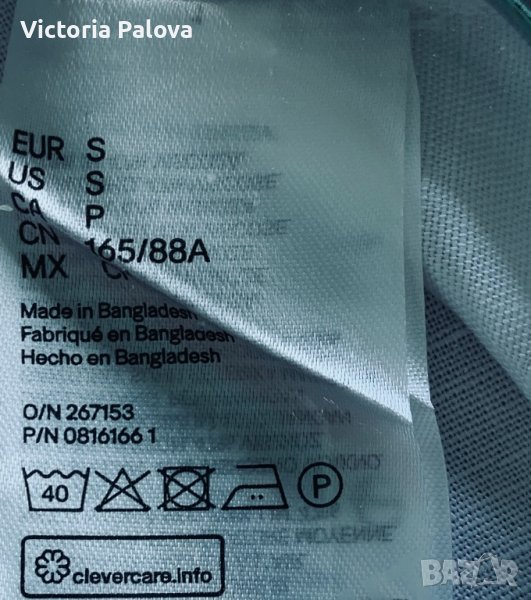 Victoria Palova
EUR S
US S
CA P
CN 165/88A
MX
Made in Bangladesh
Fabriqué en Bangladesh
Hecho en Bangladesh
O/N 267153
P/N 0816166 1
40 P
clevercare.info
BAZAR